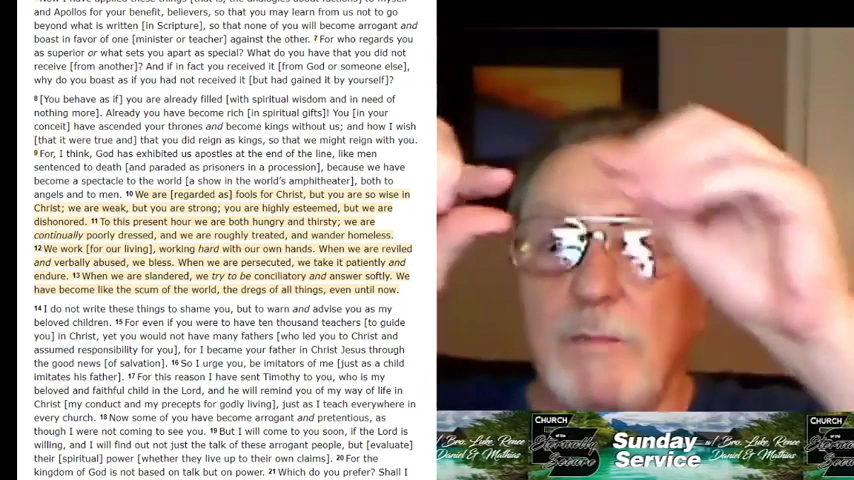 and Apollos for your benefit, believers, so that you may learn from us not to go
beyond what is written [in Scripture], so that none of you will become arrogant and
boast in favor of one [minister or teacher] against the other. 7 For who regards you
as superior or what sets you apart as special? What do you have that you did not
receive [from another]? And if in fact you received it [from God or someone else],
why do you boast as if you had not received it [but had gained it by yourself]?
8 [You behave as if] you are already filled [with spiritual wisdom and in need of
nothing more]. Already you have become rich [in spiritual gifts]! You [in your
conceit] have ascended your thrones and become kings without us; and how I wish
[that it were true and] that you did reign as kings, so that we might reign with you.
9 For, I think, God has exhibited us apostles at the end of the line, like men
sentenced to death [and paraded as prisoners in a procession], because we have
become a spectacle to the world [a show in the world's amphitheater], both to
angels and to men. 10 We are [regarded as] fools for Christ, but you are so wise in
Christ; we are weak, but you are strong; you are highly esteemed, but we are
dishonored. 11 To this present hour we are both hungry and thirsty; we are
continually poorly dressed, and we are roughly treated, and wander homeless.
12 We work [for our living], working hard with our own hands. When we are reviled
and verbally abused, we bless. When we are persecuted, we take it patiently and
endure. 13 When we are slandered, we try to be conciliatory and answer softly. We
have become like the scum of the world, the dregs of all things, even until now.
14 I do not write these things to shame you, but to warn and advise you as my
beloved children. 15 For even if you were to have ten thousand teachers [to guide
you] in Christ, yet you would not have many fathers [who led you to Christ and
assumed responsibility for you], for I became your father in Christ Jesus through
the good news [of salvation]. 16 So I urge you, be imitators of me [just as a child
imitates his father]. 17 For this reason I have sent Timothy to you, who is my
beloved and faithful child in the Lord, and he will remind you of my way of life in
Christ [my conduct and my precepts for godly living], just as I teach everywhere in
every church. 18 Now some of you have become arrogant and pretentious, as
though I were not coming to see you. 19 But I will come to you soon, if the Lord is
willing, and I will find out not just the talk of these arrogant people, but [evaluate]
their [spiritual] power [whether they live up to their own claims]. 20 For the
kingdom of God is not based on talk but on power. 21 Which do you prefer? Shall I
w/ Bro. Luke, Renee
Daniel & Mathias
CHURCH
of the
Eternally
Secure
Sunday
Service
w/ Bro. Luke, Renee
Daniel & Mathias
CHURCH